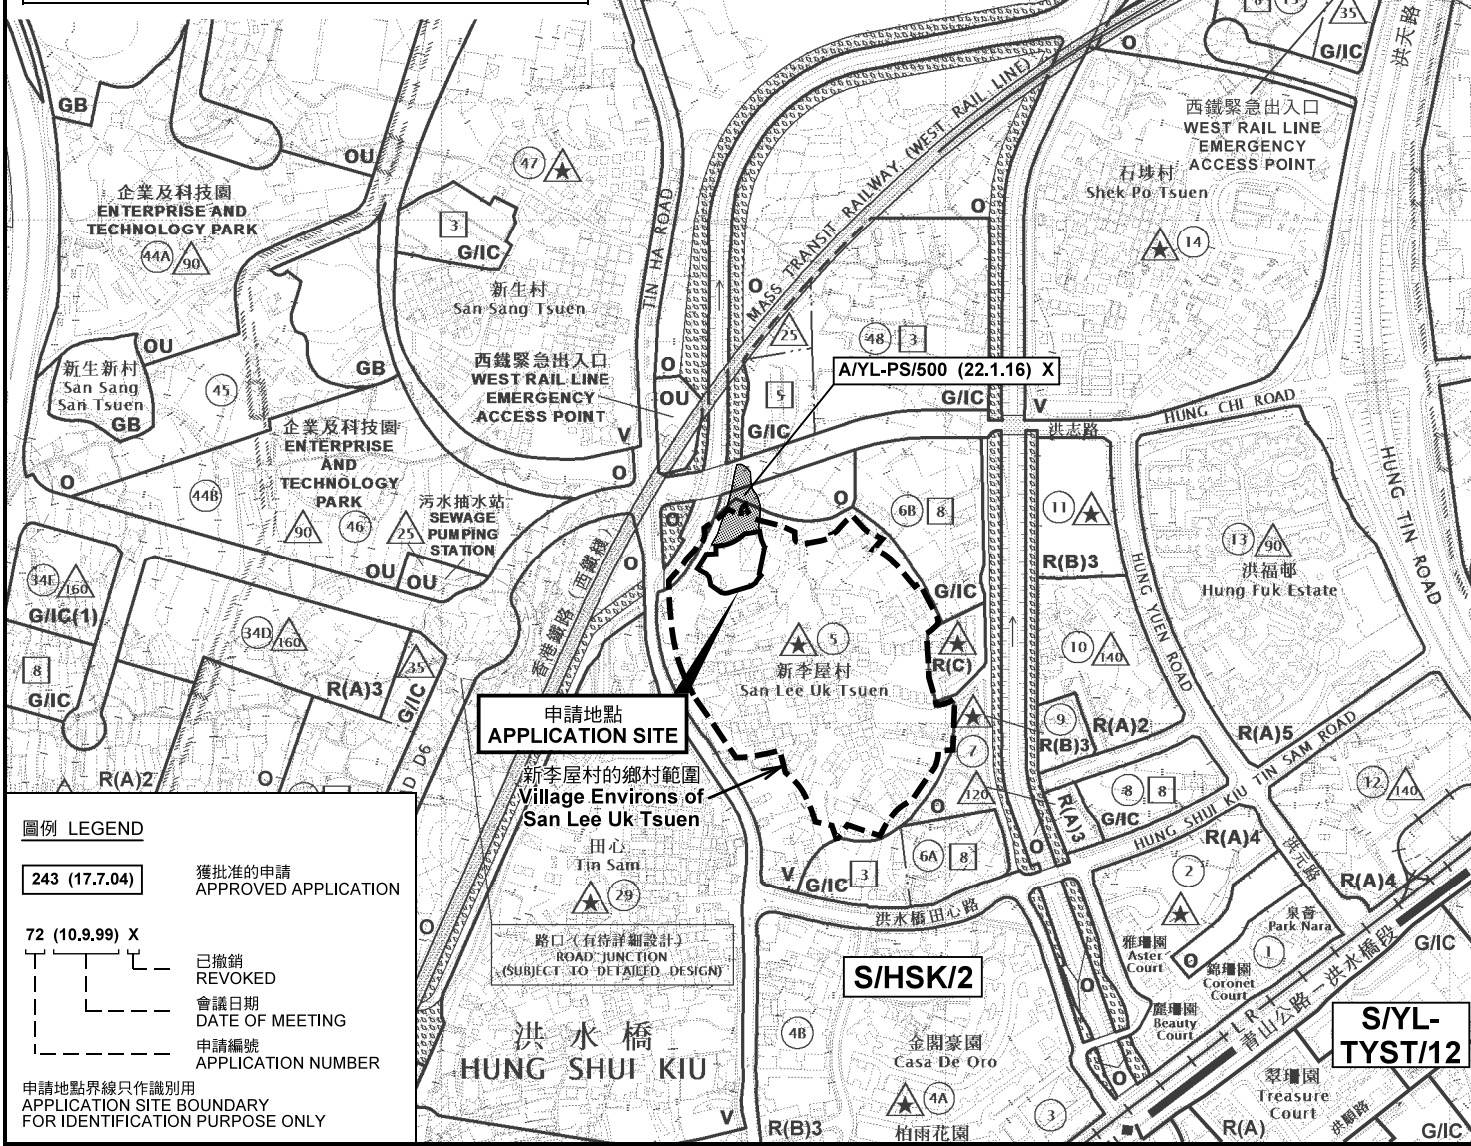 35
G/IC
洪天路
O
GB
OU
西鐵緊急出入口
WEST RAIL LINE
EMERGENCY
ACCESS POINT
47
石埗村
Shek Po Tsuen
14
企業及科技園
ENTERPRISE AND
TECHNOLOGY PARK
44A
90
3
G/IC
TIN HA ROAD
MASS TRANSIT RAILWAY (WEST RAIL LINE)
O
新生村
San Sang Tsuen
O
25
48
3
OU
新生新村
San Sang
San Tsuen
GB
45
GB
西鐵緊急出入口
WEST RAIL LINE
EMERGENCY
ACCESS POINT
O
OU
A/YL-PS/500 (22.1.16) X
5
G/IC
G/IC
V
HUNG CHI ROAD
洪志路
企業及科技園
ENTERPRISE
AND
TECHNOLOGY
PARK
V
O
O
44B
90
46
25
污水抽水站
SEWAGE
PUMPING
STATION
OU
OU
O
O
6B
8
11
R(B)3
13
90
洪福邨
Hung Fuk Estate
HUNG TIN ROAD
HUNG YUEN ROAD
34E
160
G/IC(1)
34D
160
8
G/IC
R(A)3
35
G/IC
香港鐵路 (西鐵綫)
O
G/IC
5
新李屋村
San Lee Uk Tsuen
R(C)
10
140
9
R(B)3
R(A)2
R(A)5
7
120
申請地點
APPLICATION SITE
新李屋村的鄉村範圍
Village Environs of
San Lee Uk Tsuen
R(A)2
O
D6
8
8
G/IC
R(A)3
HUNG SHUI KIU TIN SAM ROAD
12
140
O
O
6A
8
田心
Tin Sam
29
V
G/IC
3
洪水橋田心路
R(A)4
洪元路
2
R(A)4
圖例 LEGEND
243 (17.7.04)
獲批准的申請
APPROVED APPLICATION
72 (10.9.99) X
已撤銷
REVOKED
會議日期
DATE OF MEETING
申請編號
APPLICATION NUMBER
申請地點界線只作識別用
APPLICATION SITE BOUNDARY
FOR IDENTIFICATION PURPOSE ONLY
O
路口 (有待詳細設計)
ROAD JUNCTION
(SUBJECT TO DETAILED DESIGN)
S/HSK/2
雅珊園
Aster
Court
O
泉薈
Park Nara
1
錦珊園
Coronet
Court
O
麗珊園
Beauty
Court
G/IC
L R
青山公路－洪水橋段
S/YL-
TYST/12
洪水橋
HUNG SHUI KIU
4B
金閣豪園
Casa De Oro
4A
柏雨花園
O
3
翠珊園
Treasure
Court
洪順路
V
R(B)3
R(A)
G/IC